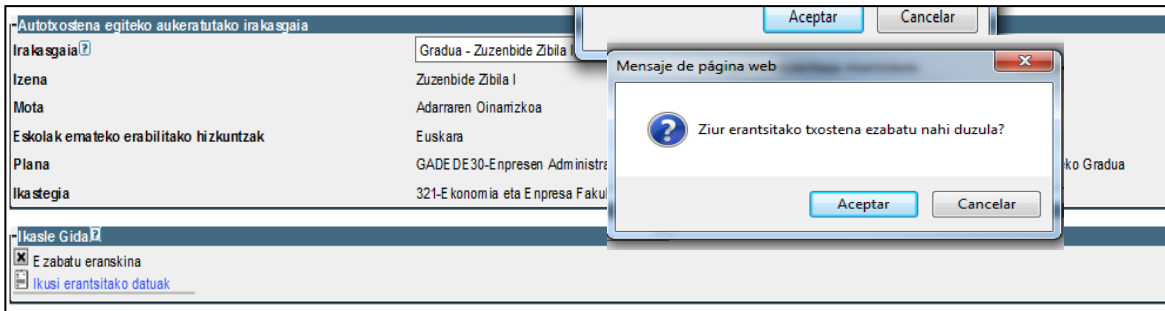 Autotxostena egiteko aukeratutako irakasgaia
Aceptar Cancelar
Irakasgaia? Gradua - Zuzenbide Zibila I
Mensaje de página web
Izena Zuzenbide Zibila I
Mota Adarraren Oinarrizkoa
Ziur erantsitako txostena ezabatu nahi duzula?
Eskolak emateko erabilitako hizkuntzak Euskara
Plana GADEDE30-Enpresen Administra ko Gradua
Ikastegia 321-Ekonomia eta Enpresa Fakul
Aceptar Cancelar
Ikasle Gida?
Ezabatu eranskina
Ikusi erantsitako datuak